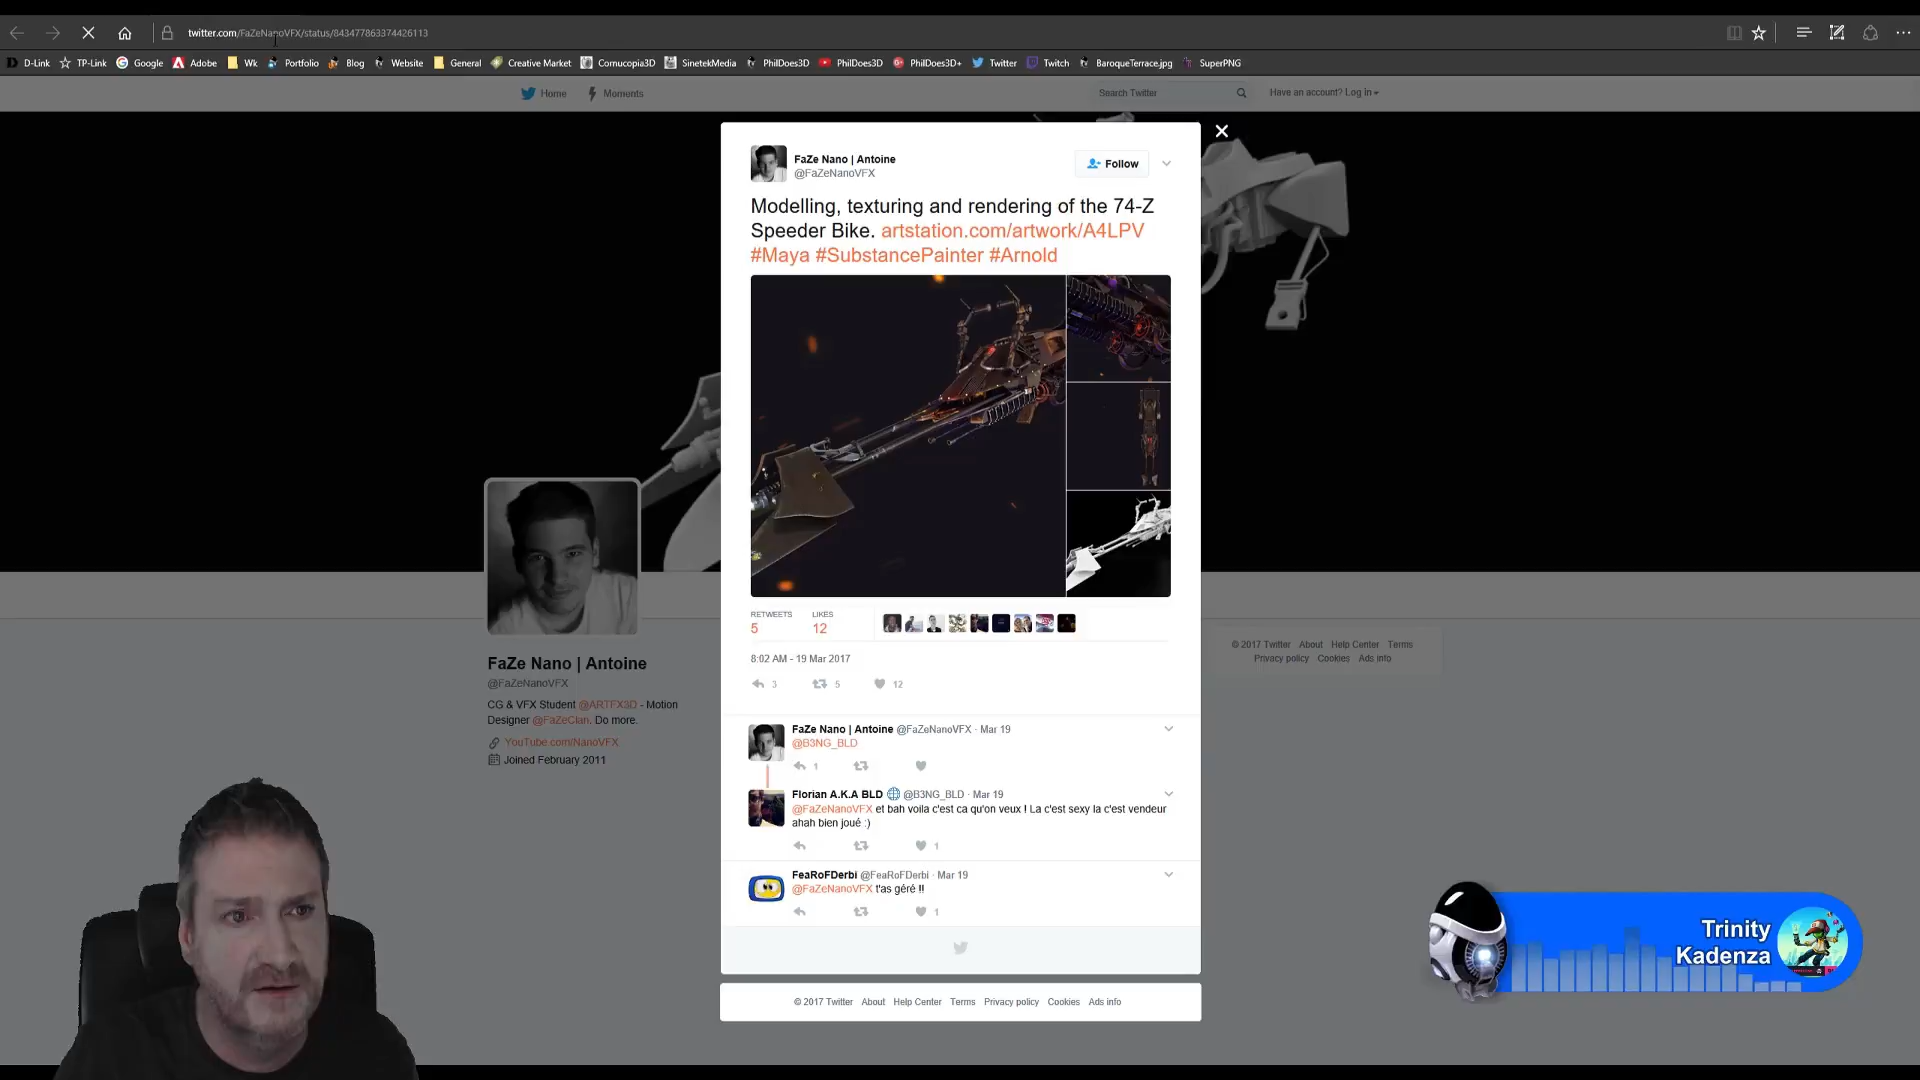 twitter.com/FaZeNanoVFX/status/843477863374426113
D-Link TP-Link Google Adobe Wk Portfolio Blog Website General Creative Market Cornucopia3D SinetekMedia PhilDoes3D PhilDoes3D PhilDoes3D+ Twitter Twitch BaroqueTerrace.jpg SuperPNG
Home Moments Search Twitter Have an account? Log in
FaZe Nano | Antoine
@FaZeNanoVFX
Follow
Modelling, texturing and rendering of the 74-Z
Speeder Bike. artstation.com/artwork/A4LPV
#Maya #SubstancePainter #Arnold
RETWEETS LIKES
5 12
8:02 AM - 19 Mar 2017
3 5 12
FaZe Nano | Antoine @FaZeNanoVFX · Mar 19
@B3NG_BLD
1
Florian A.K.A BLD @B3NG_BLD · Mar 19
@FaZeNanoVFX et bah voila c'est ca qu'on veux ! La c'est sexy la c'est vendeur
ahah bien joué :)
1
FeaRoFDerbi @FeaRoFDerbi · Mar 19
@FaZeNanoVFX t'as géré !!
1
© 2017 Twitter About Help Center Terms Privacy policy Cookies Ads info
FaZe Nano | Antoine
@FaZeNanoVFX
CG & VFX Student @ARTFX3D - Motion
Designer @FaZeClan. Do more.
YouTube.com/NanoVFX
Joined February 2011
© 2017 Twitter About Help Center Terms
Privacy policy Cookies Ads info
Trinity
Kadenza